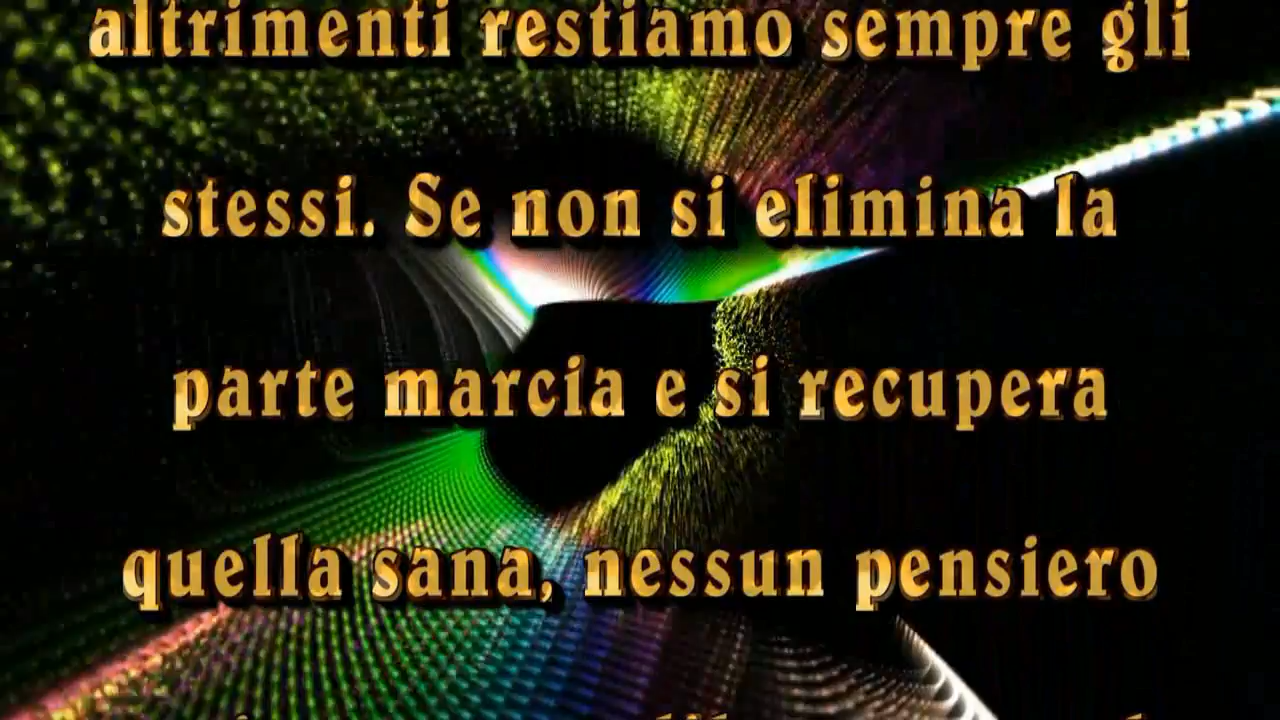 altrimenti restiamo sempre gli
stessi. Se non si elimina la
parte marcia e si recupera
quella sana, nessun pensiero